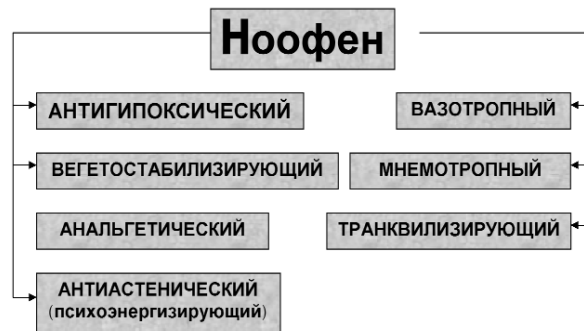 Ноофен
АНТИГИПОКСИЧЕСКИЙ
ВАЗОТРОПНЫЙ
ВЕГЕТОСТАБИЛИЗИРУЮЩИЙ
МНЕМОТРОПНЫЙ
АНАЛЬГЕТИЧЕСКИЙ
ТРАНКВИЛИЗИРУЮЩИЙ
АНТИАСТЕНИЧЕСКИЙ
(психоэнергизирующий)